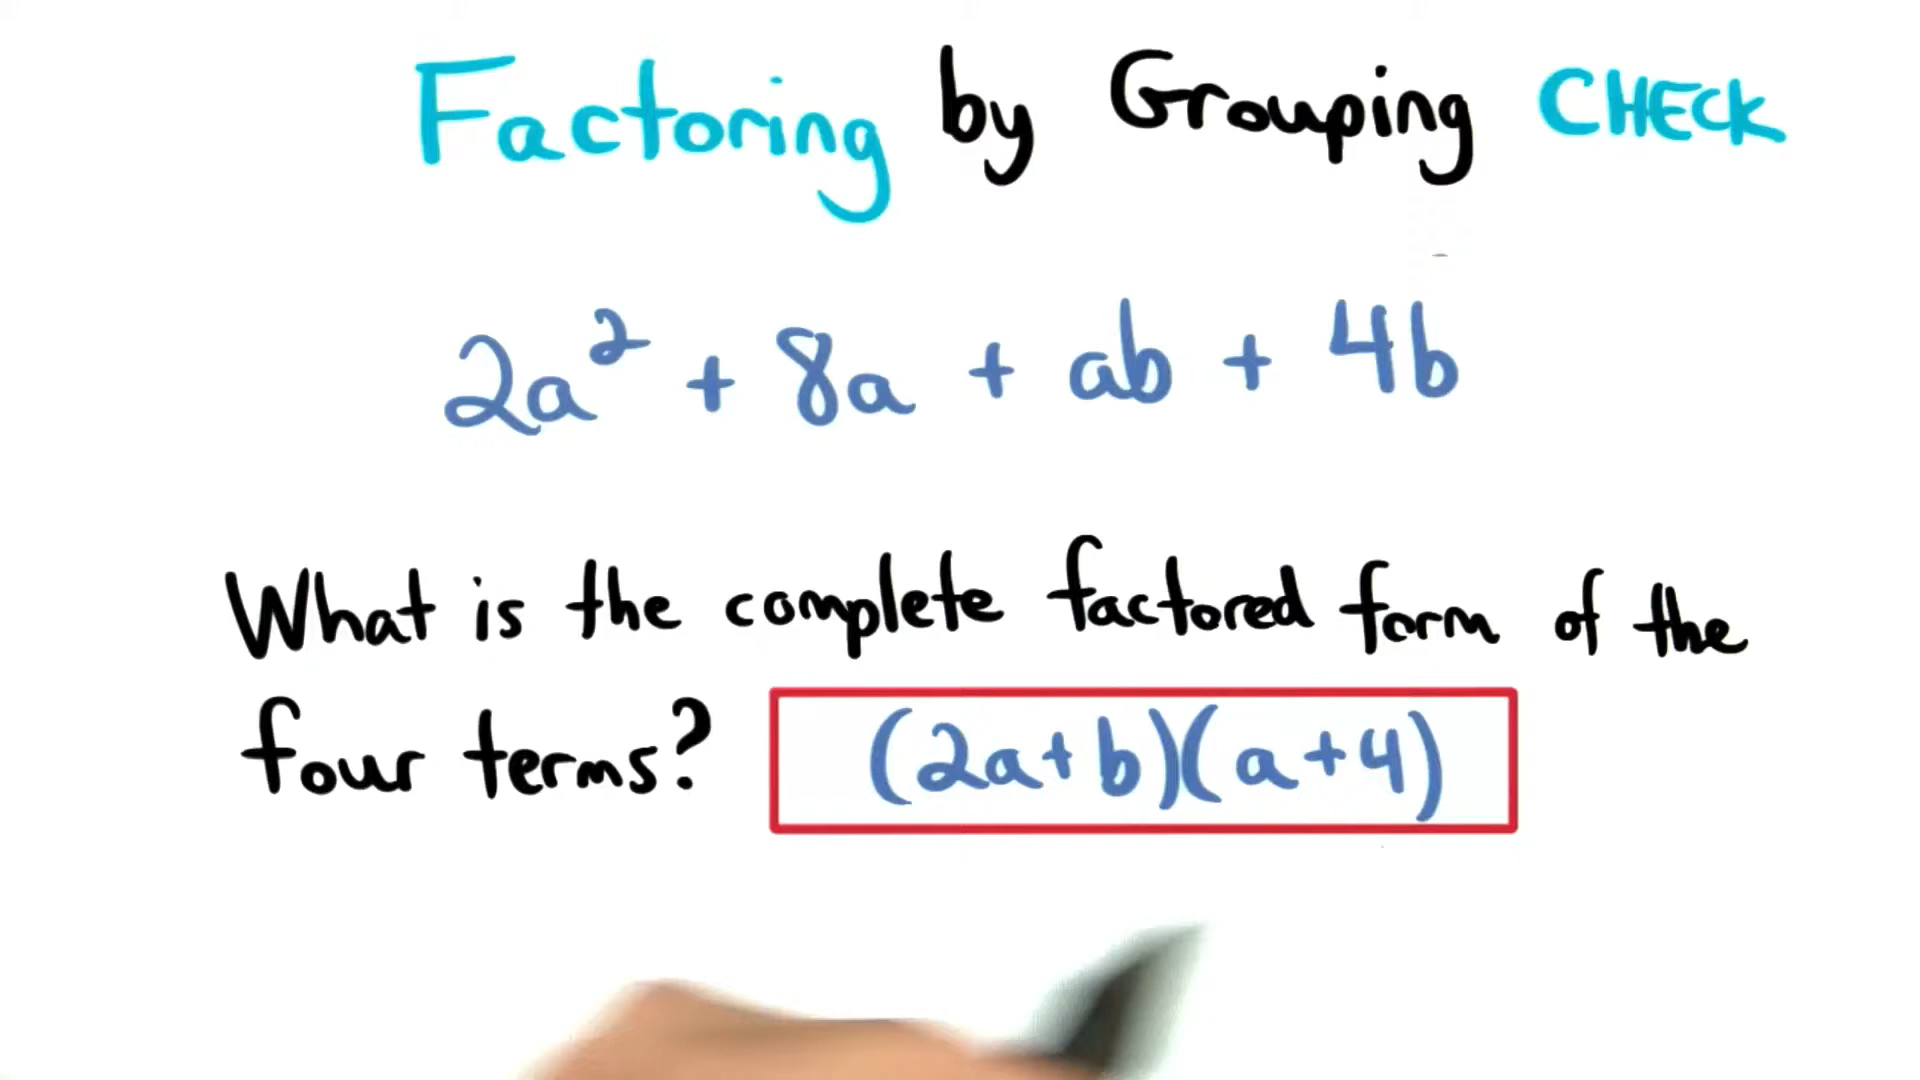 Factoring by Grouping CHECK
2a² + 8a + ab + 4b
What is the complete factored form of the
four terms? (2a+b)(a+4)